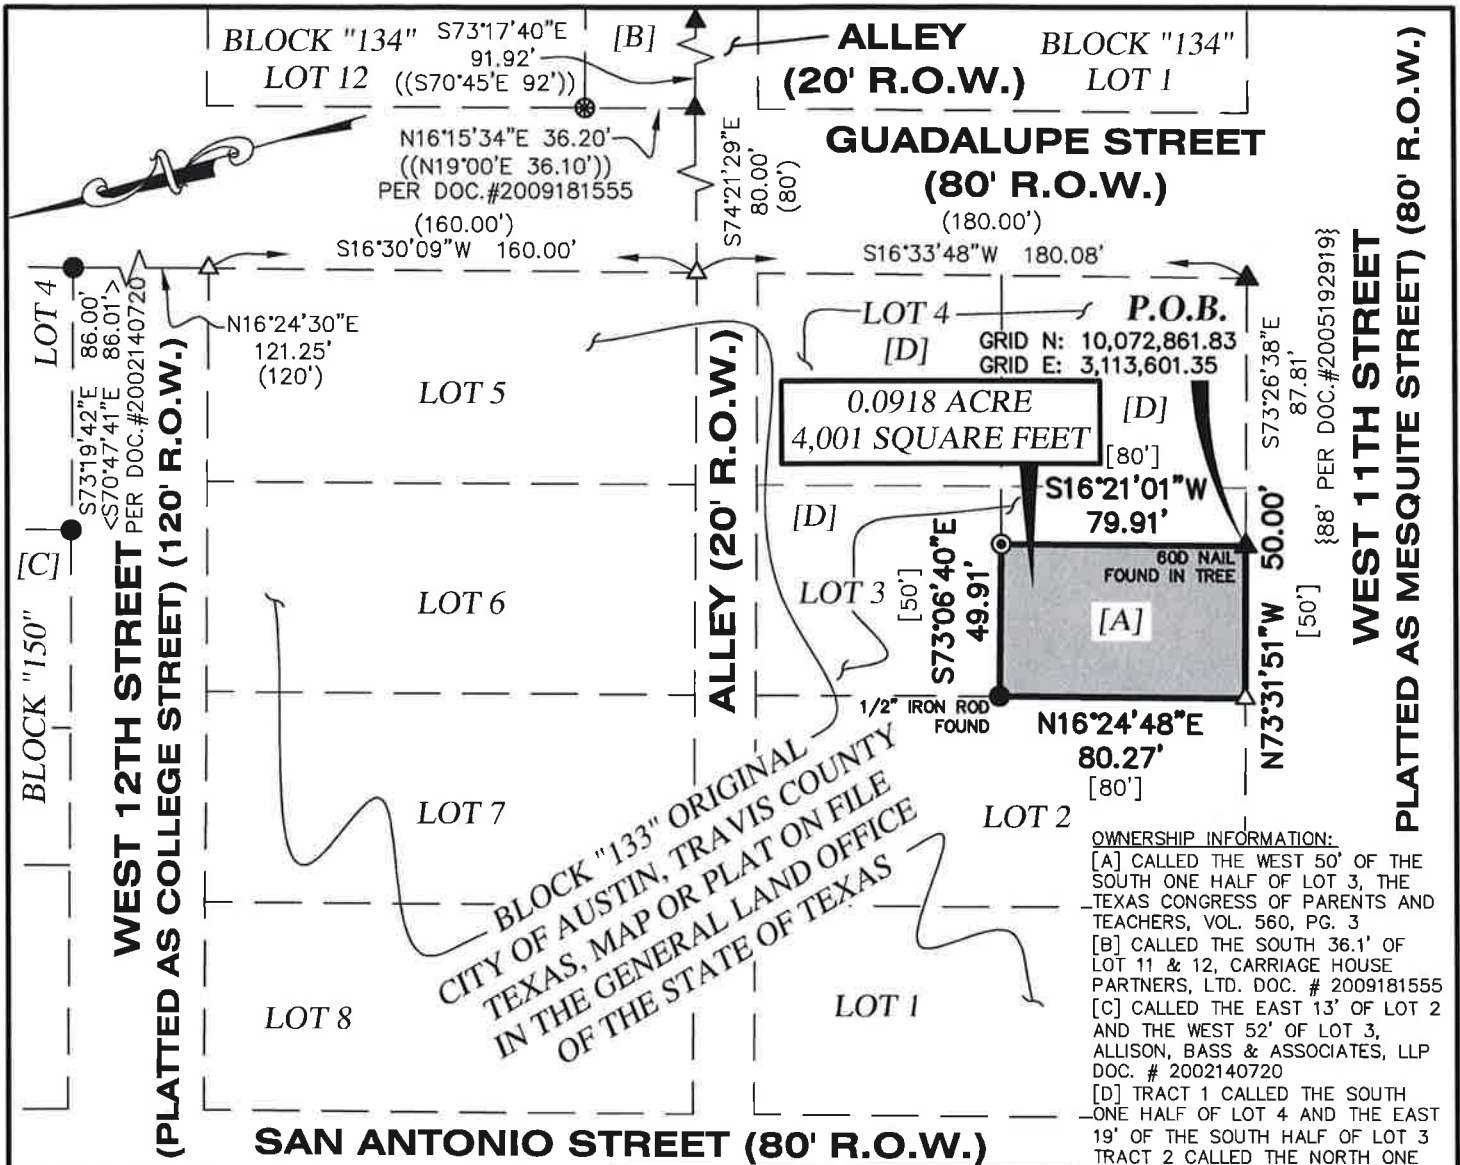 BLOCK "134"
LOT 12
S73°17'40"E
91.92'
((S70°45'E 92'))
[B]
ALLEY
(20' R.O.W.)
BLOCK "134"
LOT 1
N
N16°15'34"E 36.20'
((N19°00'E 36.10'))
PER DOC.#2009181555
(160.00')
S16°30'09"W 160.00'
S74°21'29"E
80.00'
(80')
GUADALUPE STREET
(80' R.O.W.)
(180.00')
S16°33'48"W 180.08'
LOT 4
S73°19'42"E 86.00'
<S70°47'41"E 86.01'>
PER DOC.#2002140720
N16°24'30"E
121.25'
(120')
[C]
BLOCK "150"
WEST 12TH STREET
(PLATTED AS COLLEGE STREET) (120' R.O.W.)
LOT 5
LOT 6
LOT 7
LOT 8
ALLEY (20' R.O.W.)
LOT 4
[D]
P.O.B.
GRID N: 10,072,861.83
GRID E: 3,113,601.35
0.0918 ACRE
4,001 SQUARE FEET
[D]
[80']
S16°21'01"W
79.91'
[D]
LOT 3
[50']
S73°06'40"E
49.91'
60D NAIL
FOUND IN TREE
[A]
1/2" IRON ROD
FOUND
N16°24'48"E
80.27'
[80']
S73°26'38"E
87.81'
{88' PER DOC.#2005192919}
N73°31'51"W 50.00'
[50']
WEST 11TH STREET
PLATTED AS MESQUITE STREET) (80' R.O.W.)
LOT 2
LOT 1
BLOCK "133" ORIGINAL
CITY OF AUSTIN, TRAVIS COUNTY
TEXAS, MAP OR PLAT ON FILE
IN THE GENERAL LAND OFFICE
OF THE STATE OF TEXAS
SAN ANTONIO STREET (80' R.O.W.)
OWNERSHIP INFORMATION:
[A] CALLED THE WEST 50' OF THE
SOUTH ONE HALF OF LOT 3, THE
TEXAS CONGRESS OF PARENTS AND
TEACHERS, VOL. 560, PG. 3
[B] CALLED THE SOUTH 36.1' OF
LOT 11 & 12, CARRIAGE HOUSE
PARTNERS, LTD. DOC. # 2009181555
[C] CALLED THE EAST 13' OF LOT 2
AND THE WEST 52' OF LOT 3,
ALLISON, BASS & ASSOCIATES, LLP
DOC. # 2002140720
[D] TRACT 1 CALLED THE SOUTH
ONE HALF OF LOT 4 AND THE EAST
19' OF THE SOUTH HALF OF LOT 3
TRACT 2 CALLED THE NORTH ONE